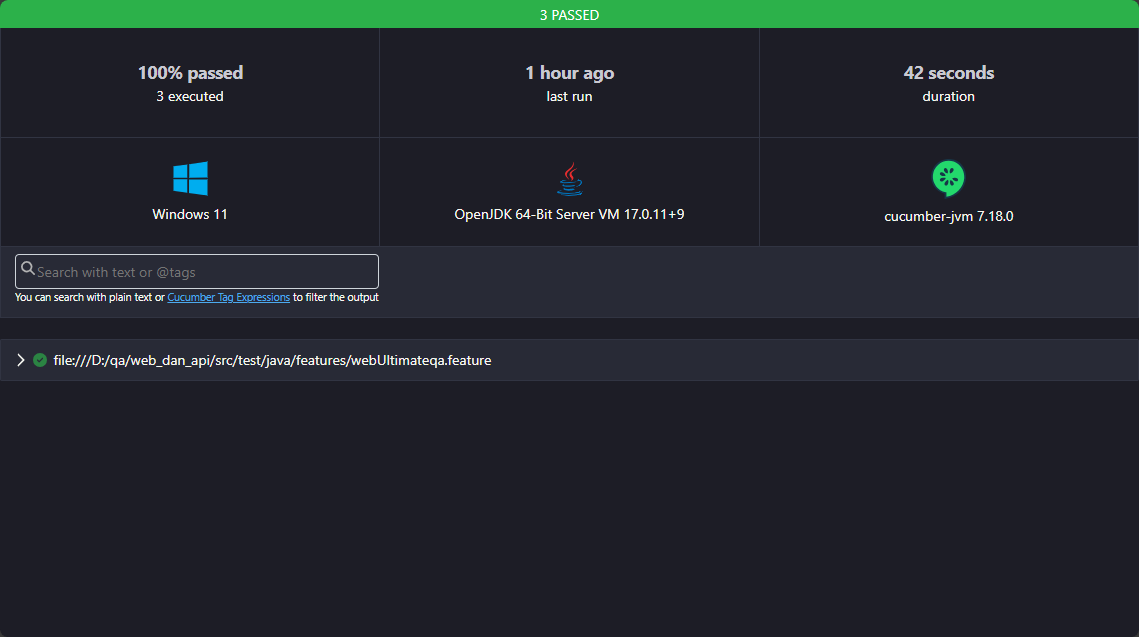 3 PASSED
100% passed
3 executed
1 hour ago
last run
42 seconds
duration
Windows 11
OpenJDK 64-Bit Server VM 17.0.11+9
cucumber-jvm 7.18.0
Search with text or @tags
You can search with plain text or Cucumber Tag Expressions to filter the output
file:///D:/qa/web_dan_api/src/test/java/features/webUltimateqa.feature